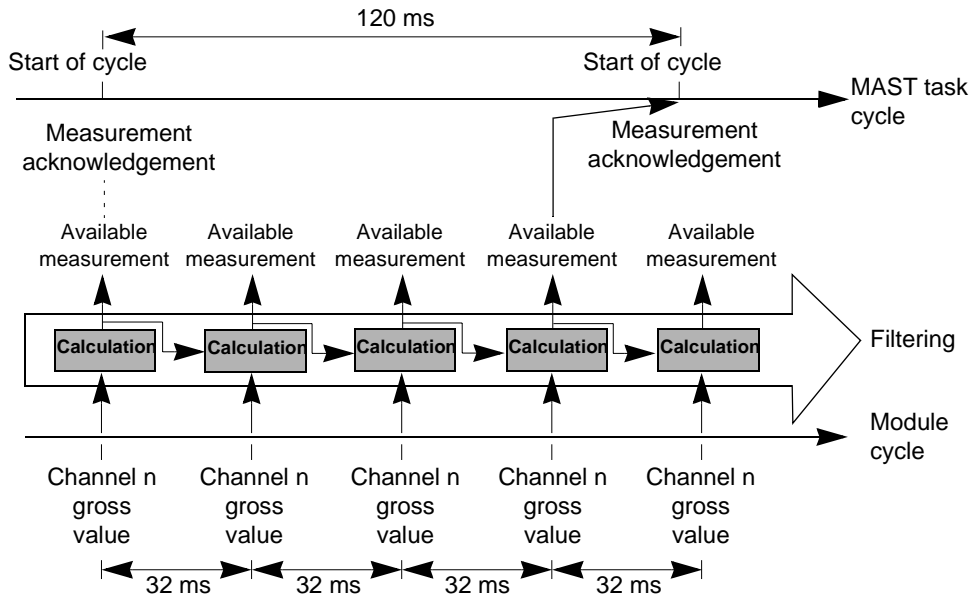 120 ms
Start of cycle
Start of cycle
MAST task
cycle
Measurement
acknowledgement
Measurement
acknowledgement
Available
measurement
Available
measurement
Available
measurement
Available
measurement
Available
measurement
Calculation
Calculation
Calculation
Calculation
Calculation
Filtering
Module
cycle
Channel n
gross
value
Channel n
gross
value
Channel n
gross
value
Channel n
gross
value
Channel n
gross
value
32 ms
32 ms
32 ms
32 ms